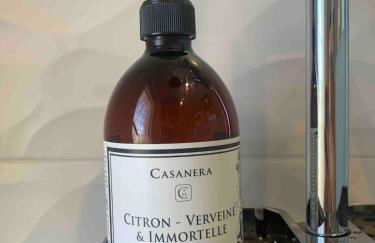 CASANERA
CITRON - VERVEINE
& IMMORTELLE